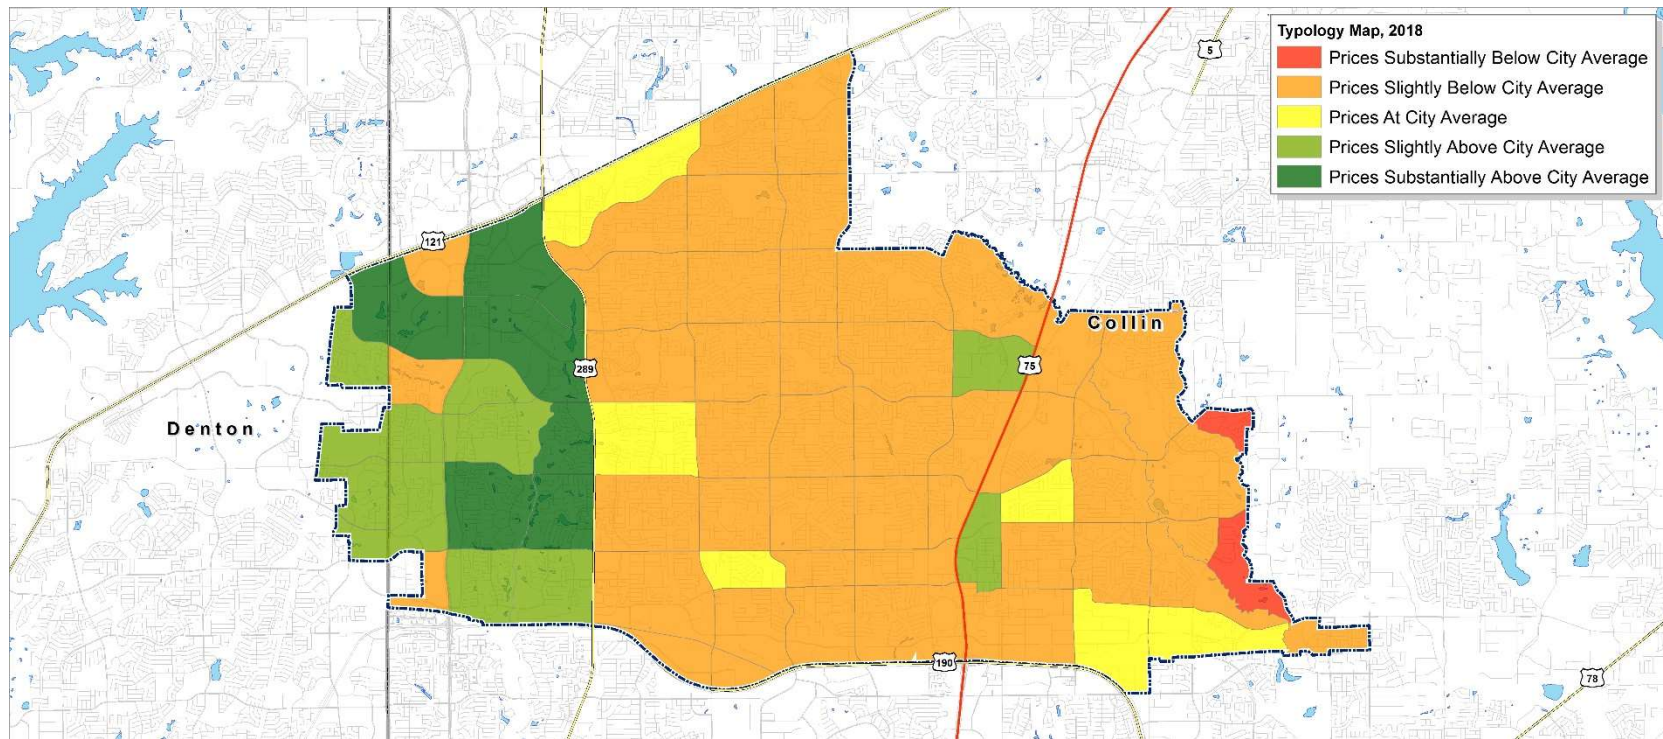 Typology Map, 2018
Prices Substantially Below City Average
Prices Slightly Below City Average
Prices At City Average
Prices Slightly Above City Average
Prices Substantially Above City Average
5
121
Collin
289
75
Denton
190
78